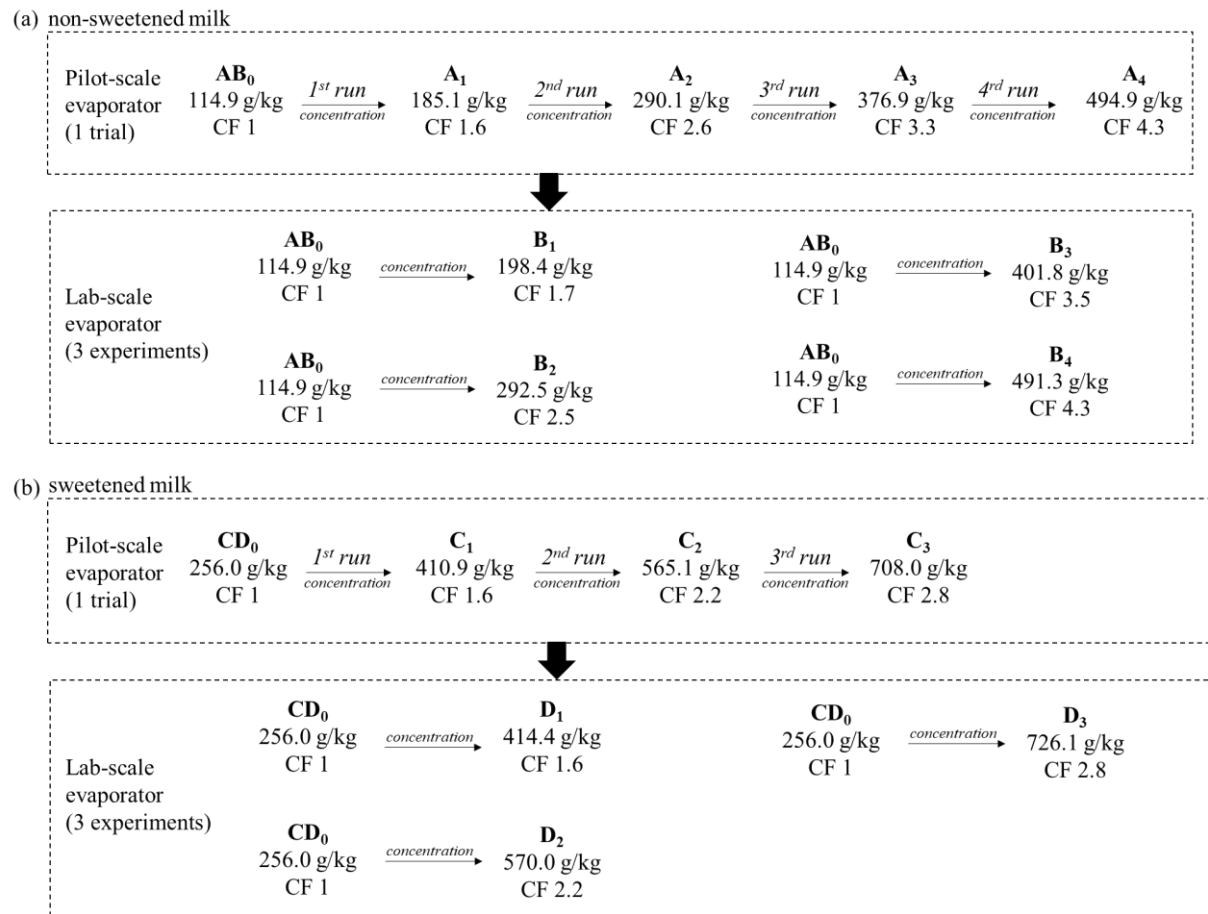 (a) non-sweetened milk
Pilot-scale
evaporator
(1 trial)
AB₀
114.9 g/kg
CF 1
1st run
concentration
A₁
185.1 g/kg
CF 1.6
2nd run
concentration
A₂
290.1 g/kg
CF 2.6
3rd run
concentration
A₃
376.9 g/kg
CF 3.3
4rd run
concentration
A₄
494.9 g/kg
CF 4.3
Lab-scale
evaporator
(3 experiments)
AB₀
114.9 g/kg
CF 1
concentration
B₁
198.4 g/kg
CF 1.7
AB₀
114.9 g/kg
CF 1
concentration
B₃
401.8 g/kg
CF 3.5
AB₀
114.9 g/kg
CF 1
concentration
B₂
292.5 g/kg
CF 2.5
AB₀
114.9 g/kg
CF 1
concentration
B₄
491.3 g/kg
CF 4.3
(b) sweetened milk
Pilot-scale
evaporator
(1 trial)
CD₀
256.0 g/kg
CF 1
1st run
concentration
C₁
410.9 g/kg
CF 1.6
2nd run
concentration
C₂
565.1 g/kg
CF 2.2
3rd run
concentration
C₃
708.0 g/kg
CF 2.8
Lab-scale
evaporator
(3 experiments)
CD₀
256.0 g/kg
CF 1
concentration
D₁
414.4 g/kg
CF 1.6
CD₀
256.0 g/kg
CF 1
concentration
D₃
726.1 g/kg
CF 2.8
CD₀
256.0 g/kg
CF 1
concentration
D₂
570.0 g/kg
CF 2.2